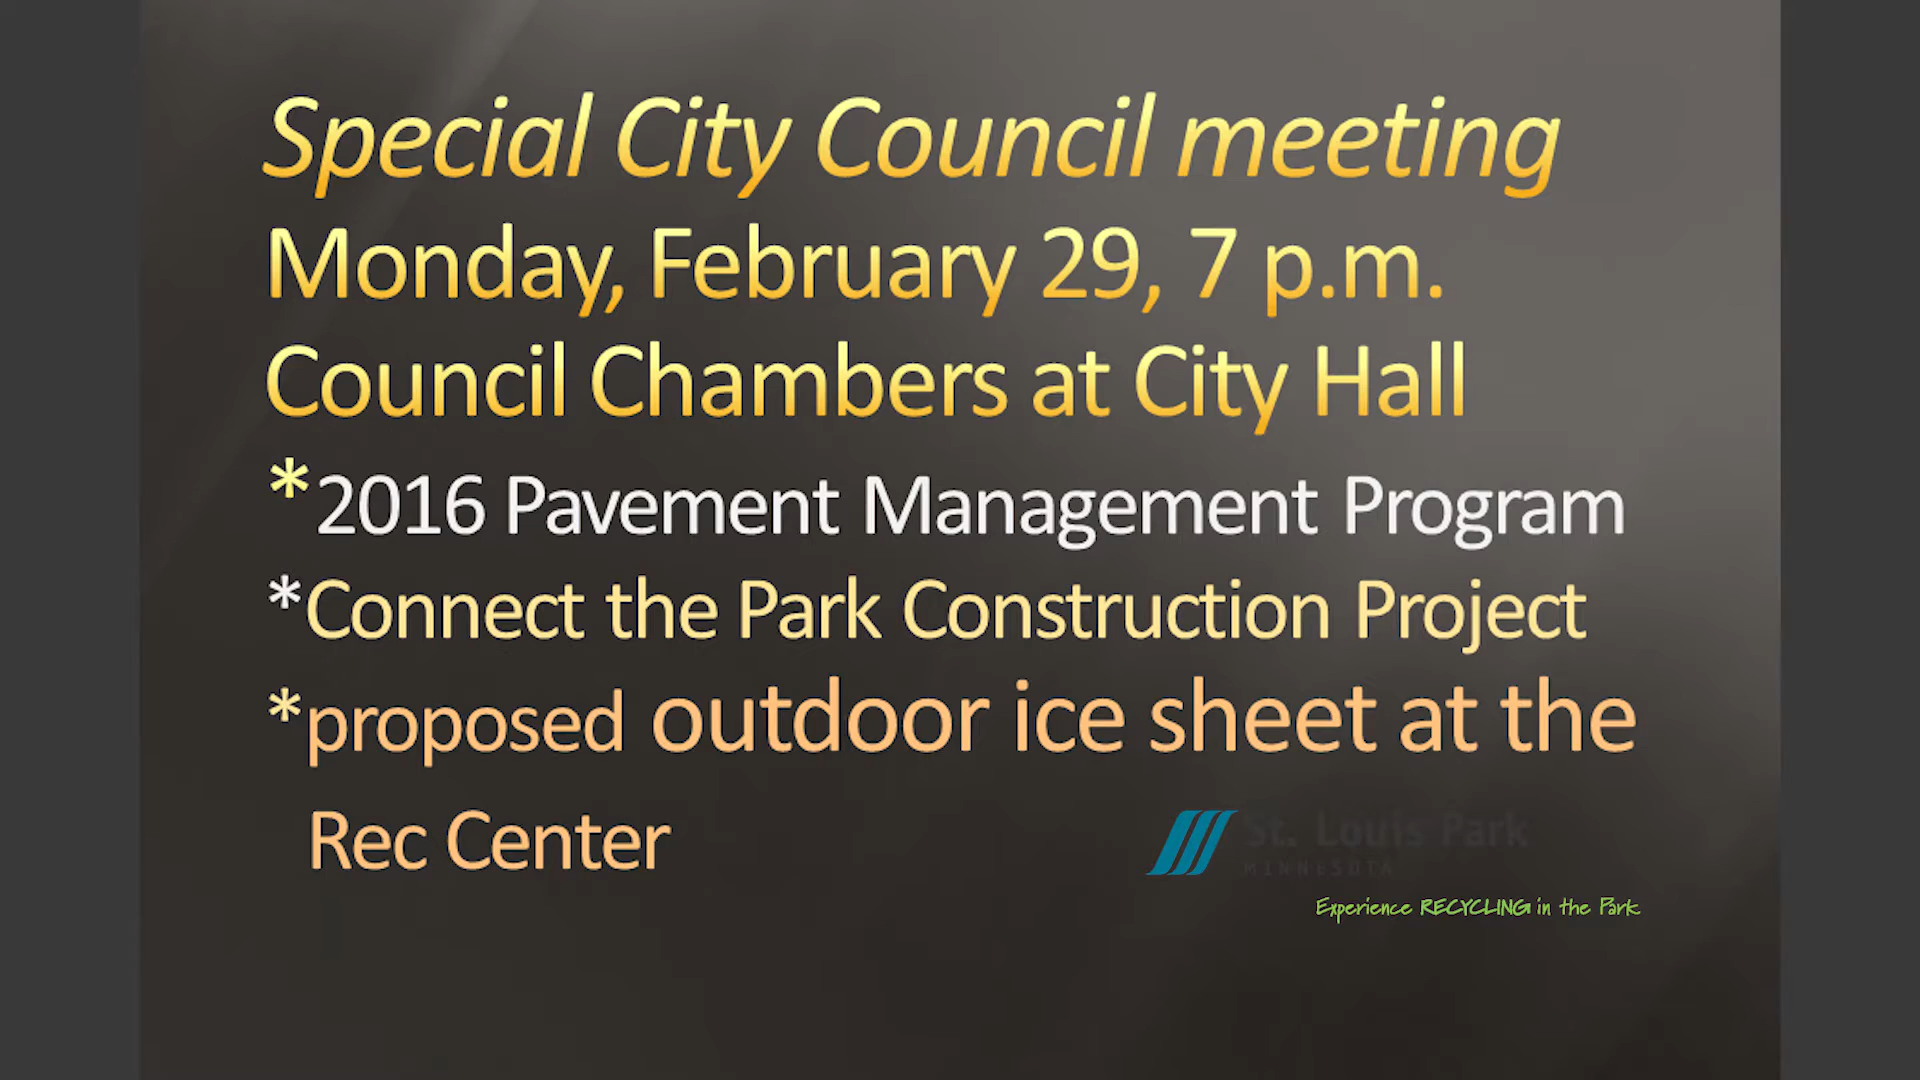 Special City Council meeting
Monday, February 29, 7 p.m.
Council Chambers at City Hall
*2016 Pavement Management Program
*Connect the Park Construction Project
*proposed outdoor ice sheet at the
Rec Center
St. Louis Park
MINNESOTA
Experience RECYCLING in the Park